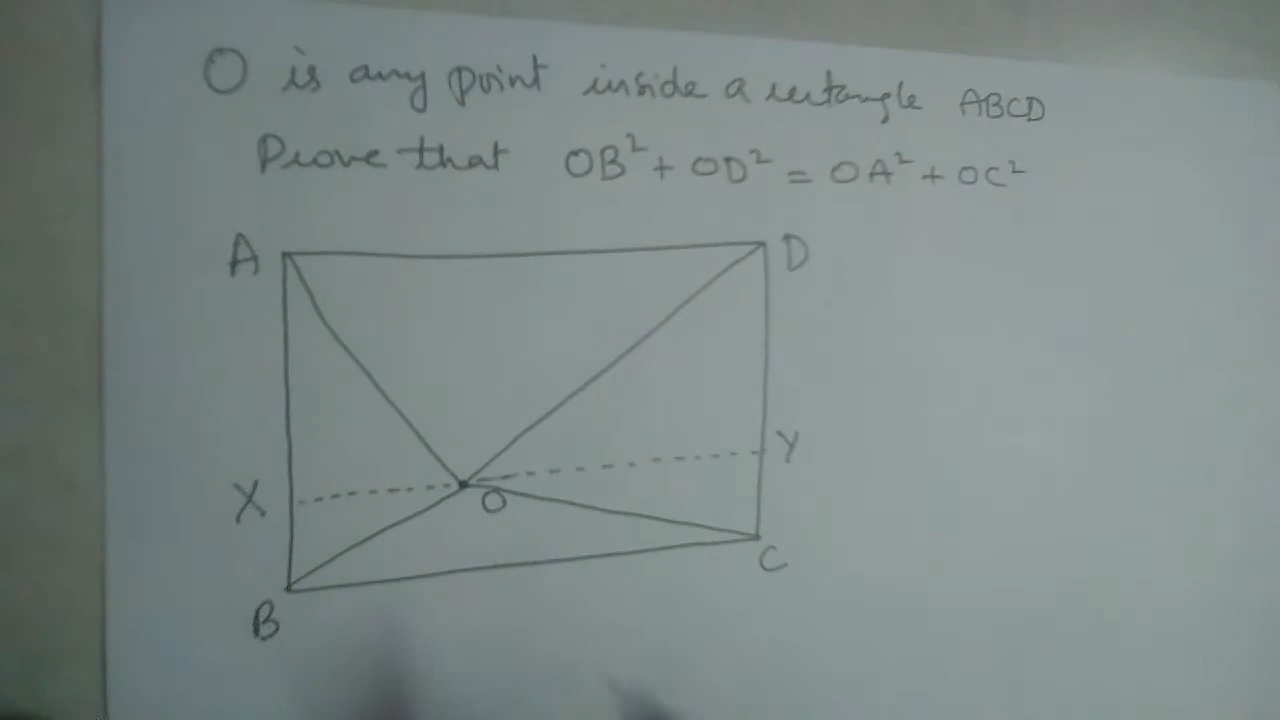 O is any point inside a rectangle ABCD
Prove that OB² + OD² = OA² + OC²
A
D
Y
X
O
C
B